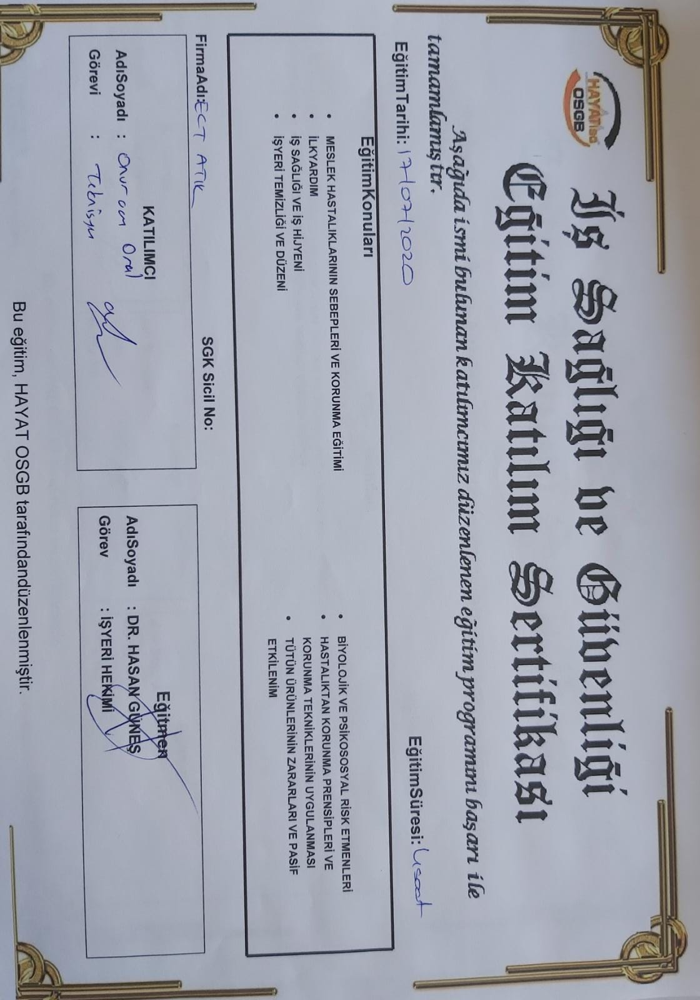 HAYATisg
OSGB
İş Sağlığı ve Güvenliği
Eğitim Katılım Sertifikası
Aşağıda ismi bulunan katılımcımız düzenlenen eğitim programını başarı ile
tamamlamıştır.
EğitimTarihi: 17/07/2020 EğitimSüresi: 4 saat
EğitimKonuları
• MESLEK HASTALIKLARININ SEBEPLERİ VE KORUNMA EĞİTİMİ
• İLKYARDIM
• İŞ SAĞLIĞI VE İŞ HİJYENİ
• İŞYERİ TEMİZLİĞİ VE DÜZENİ
• BİYOLOJİK VE PSİKOSOSYAL RİSK ETMENLERİ
• HASTALIKTAN KORUNMA PRENSİPLERİ VE
KORUNMA TEKNİKLERİNİN UYGULANMASI
• TÜTÜN ÜRÜNLERİNİN ZARARLARI VE PASİF
ETKİLENİM
FirmaAdı: ECT ATIK SGK Sicil No:
KATILIMCI
AdıSoyadı : Onurcan Oral
Görevi : Teknisyen
Eğitmen
AdıSoyadı : DR. HASAN GÜNEŞ
Görev : İŞYERİ HEKİMİ
Bu eğitim, HAYAT OSGB tarafındandüzenlenmiştir.